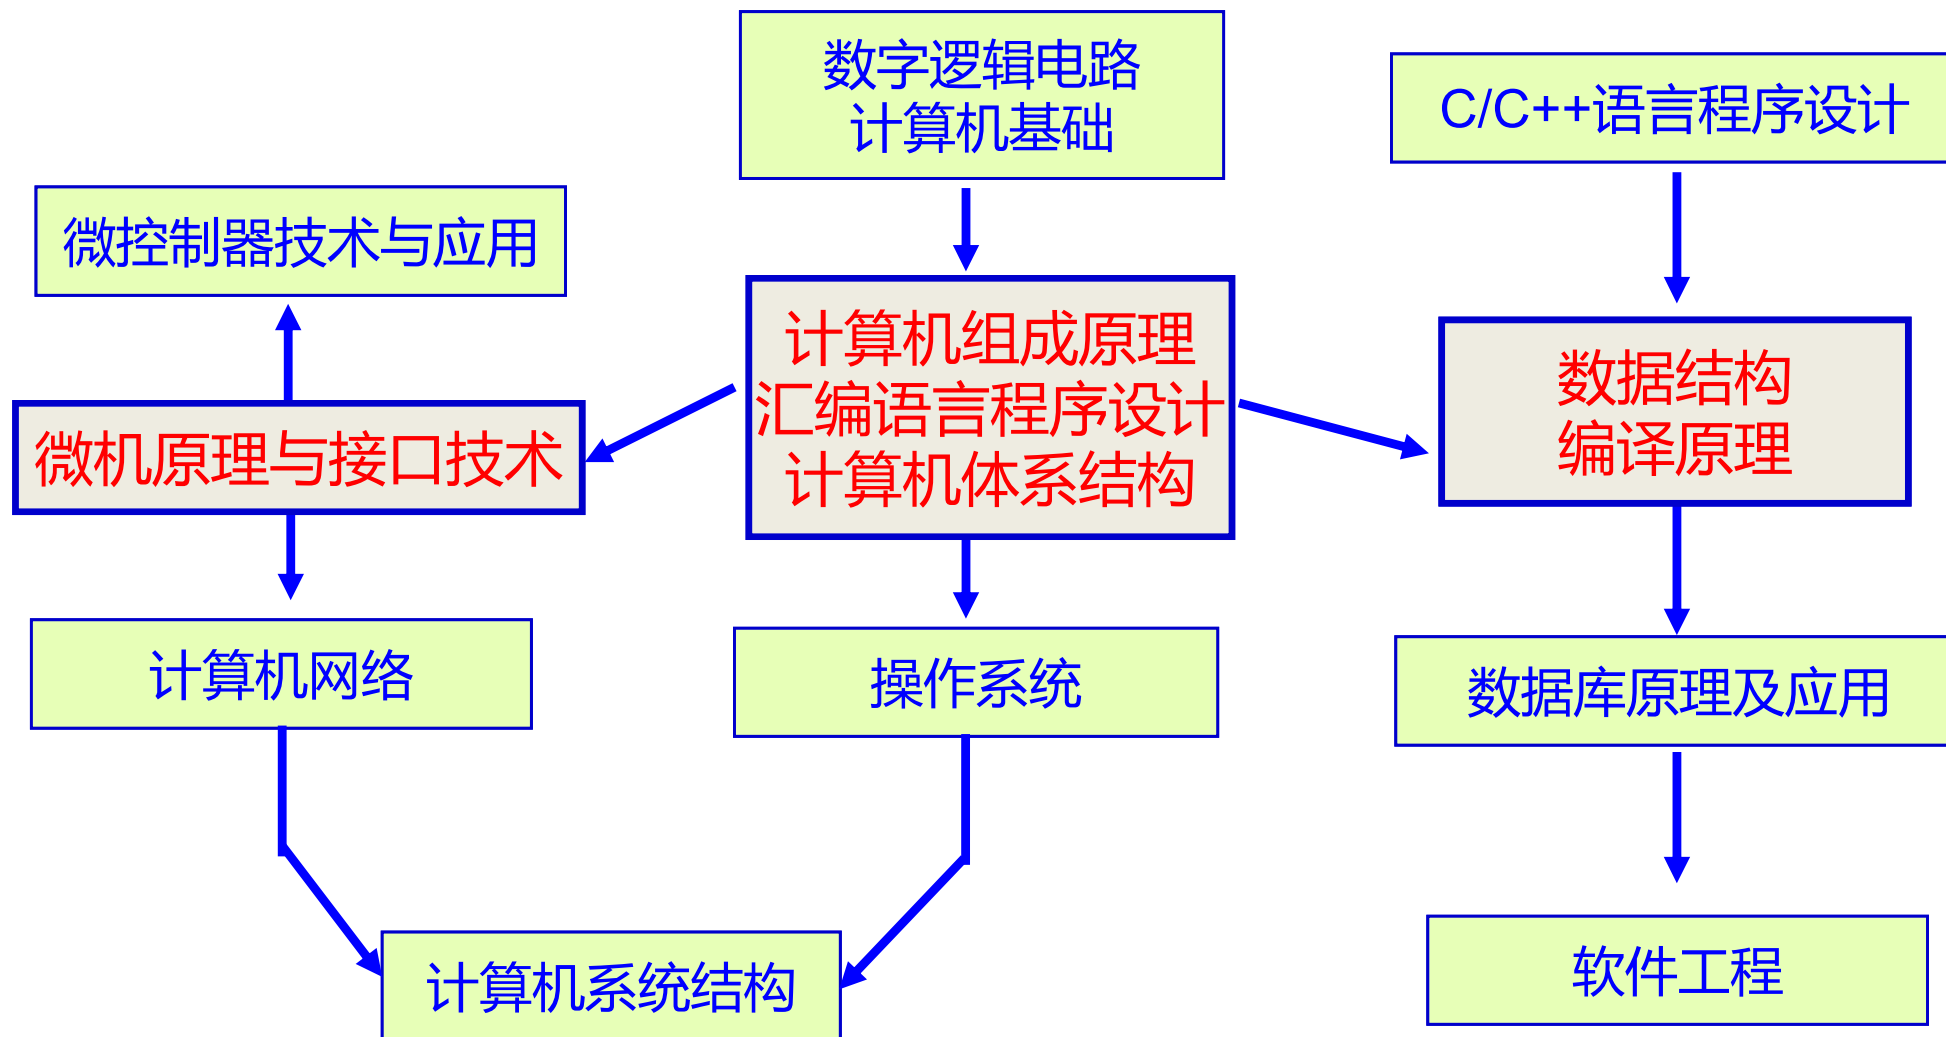 数字逻辑电路
计算机基础
C/C++语言程序设计
微控制器技术与应用
计算机组成原理
汇编语言程序设计
计算机体系结构
数据结构
编译原理
微机原理与接口技术
计算机网络
操作系统
数据库原理及应用
计算机系统结构
软件工程